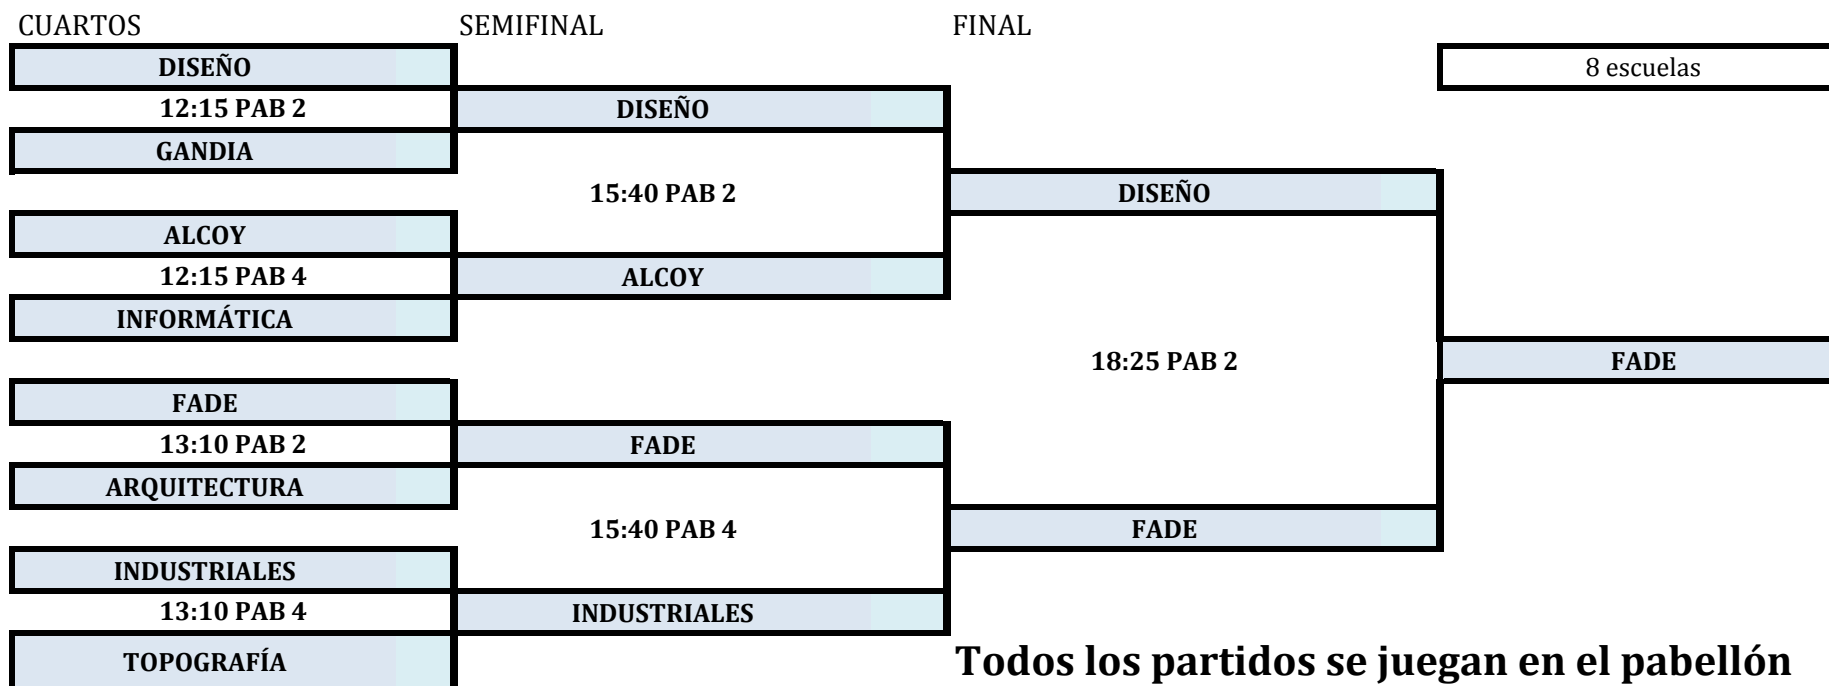 CUARTOS SEMIFINAL FINAL
DISEÑO 8 escuelas
12:15 PAB 2 DISEÑO
GANDIA
15:40 PAB 2 DISEÑO
ALCOY
12:15 PAB 4 ALCOY
INFORMÁTICA
18:25 PAB 2 FADE
FADE
13:10 PAB 2 FADE
ARQUITECTURA
15:40 PAB 4 FADE
INDUSTRIALES
13:10 PAB 4 INDUSTRIALES
TOPOGRAFÍA Todos los partidos se juegan en el pabellón